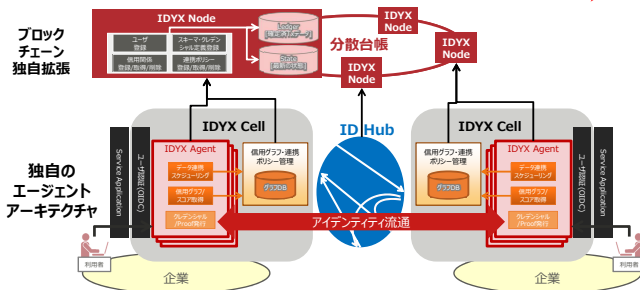 ブロック
チェーン
独自拡張
IDYX Node
ユーザ
登録
スキーマ・クレデン
シャル定義登録
信用関係
登録/取得/削除
連携ポリシー
登録/取得/削除
Ledger
State
分散台帳
IDYX
Node
IDYX
Node
IDYX
Node
独自の
エージェント
アーキテクチャ
Service Application
ユーザ認証(OIDC)
IDYX Cell
IDYX Agent
データ連携
スケジューリング
信用グラフ/
スコア取得
クレデンシャル
/Proof発行
信用グラフ・連携
ポリシー管理
グラフDB
ID Hub
アイデンティティ流通
IDYX Cell
信用グラフ・連携
ポリシー管理
グラフDB
IDYX Agent
データ連携
スケジューリング
信用グラフ/
スコア取得
クレデンシャル
/Proof発行
ユーザ認証(OIDC)
Service Application
利用者
企業
企業
利用者